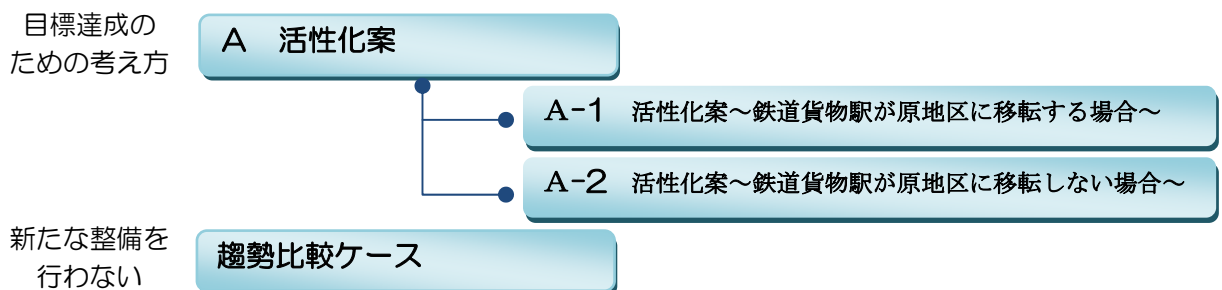 目標達成の
ための考え方
A 活性化案
A-1 活性化案~鉄道貨物駅が原地区に移転する場合~
A-2 活性化案~鉄道貨物駅が原地区に移転しない場合~
新たな整備を
行わない
趨勢比較ケース